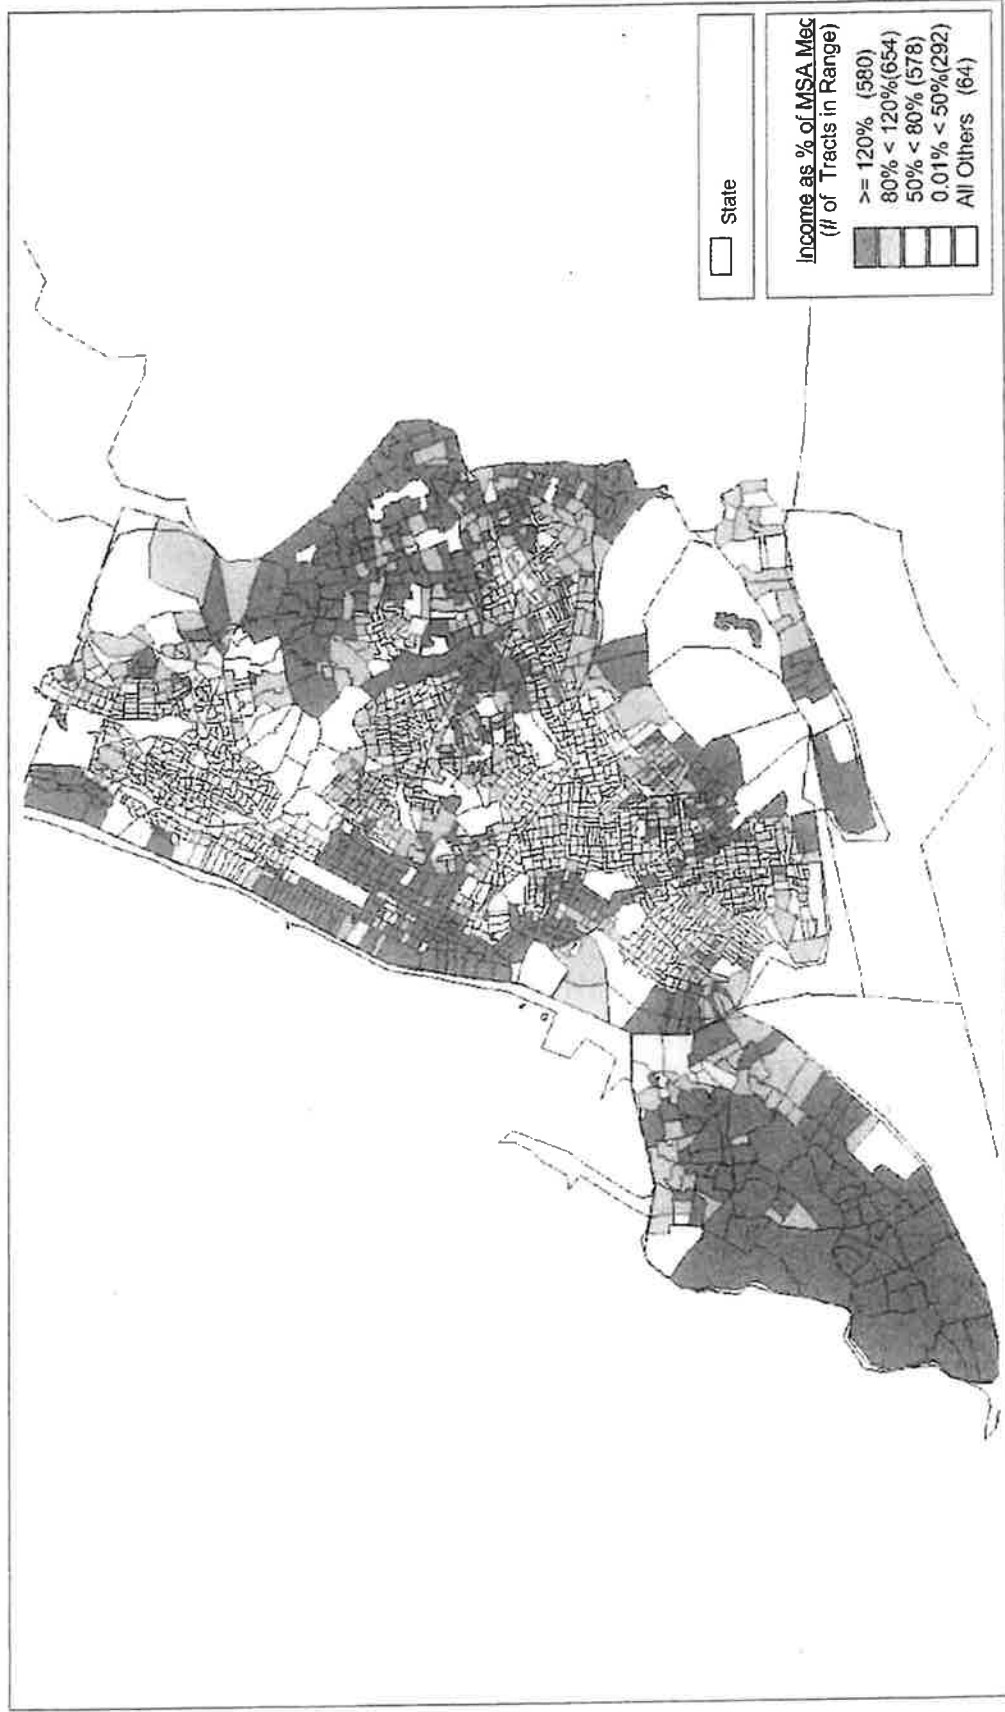 State
Income as % of MSA Mec
(# of Tracts in Range)
>= 120% (580)
80% < 120%(654)
50% < 80% (578)
0.01% < 50%(292)
All Others (64)